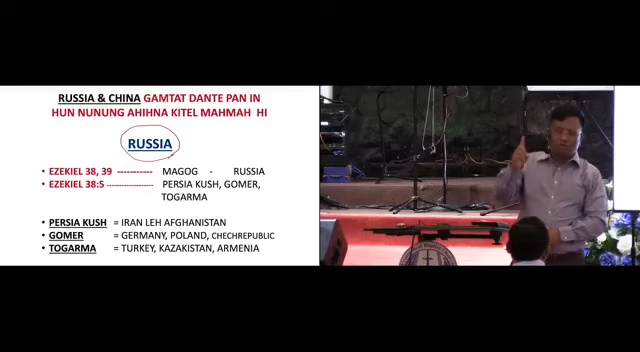 RUSSIA & CHINA GAMTAT DANTE PAN IN
HUN NUNUNG AHIHNA KITEL MAHMAH HI
RUSSIA
• EZEKIEL 38, 39 ----------- MAGOG - RUSSIA
• EZEKIEL 38:5 ---------------- PERSIA KUSH, GOMER,
TOGARMA
• PERSIA KUSH = IRAN LEH AFGHANISTAN
• GOMER = GERMANY, POLAND, CHECHREPUBLIC
• TOGARMA = TURKEY, KAZAKISTAN, ARMENIA